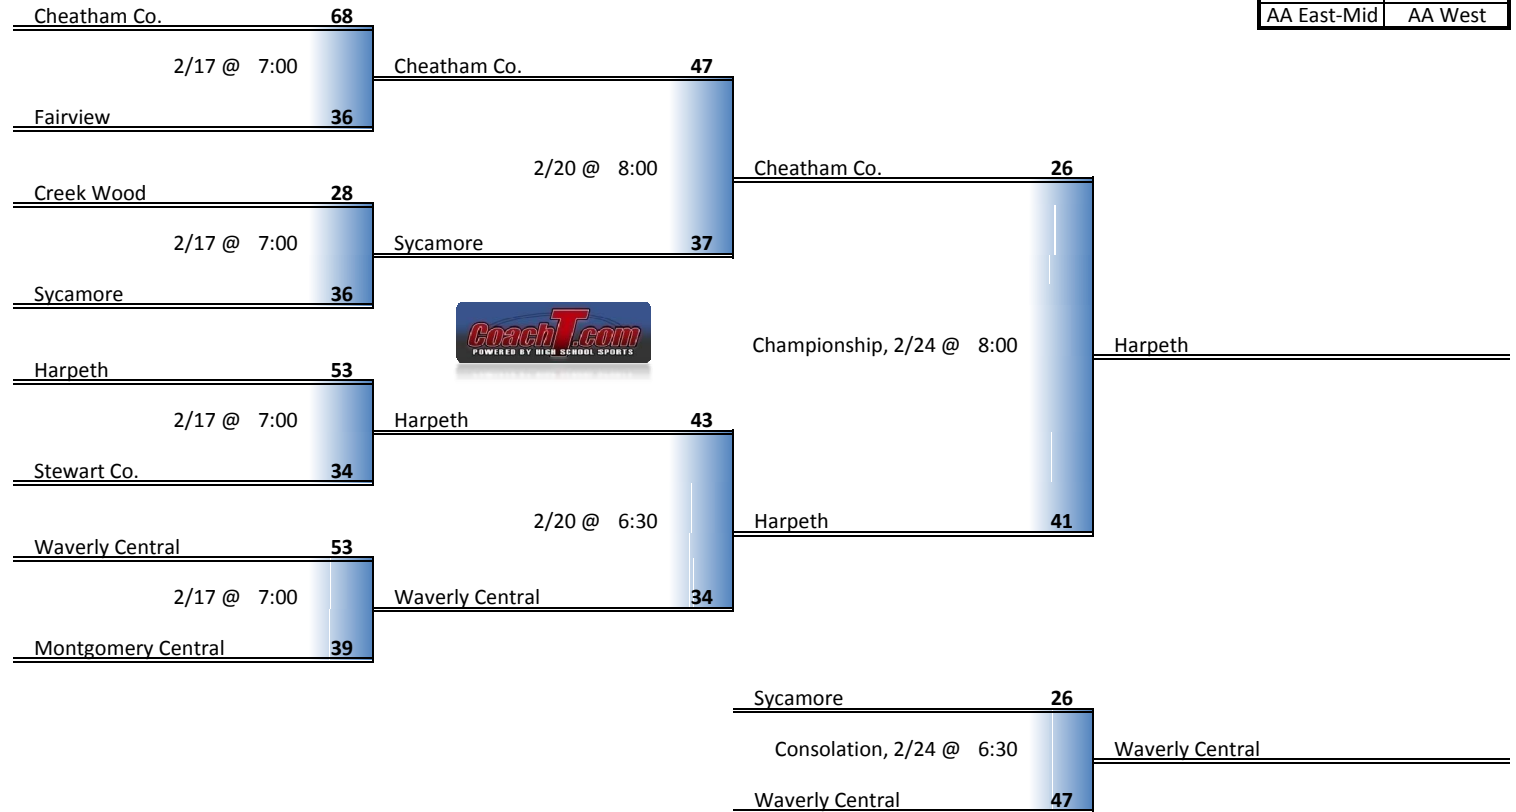 AA East-Mid AA West
Cheatham Co. 68
2/17 @ 7:00
Fairview 36
Creek Wood 28
2/17 @ 7:00
Sycamore 36
Harpeth 53
2/17 @ 7:00
Stewart Co. 34
Waverly Central 53
2/17 @ 7:00
Montgomery Central 39
Cheatham Co. 47
2/20 @ 8:00
Sycamore 37
CoachT.com
POWERED BY HIGH SCHOOL SPORTS
Harpeth 43
2/20 @ 6:30
Waverly Central 34
Cheatham Co. 26
Championship, 2/24 @ 8:00
Harpeth 41
Harpeth
Sycamore 26
Consolation, 2/24 @ 6:30
Waverly Central 47
Waverly Central